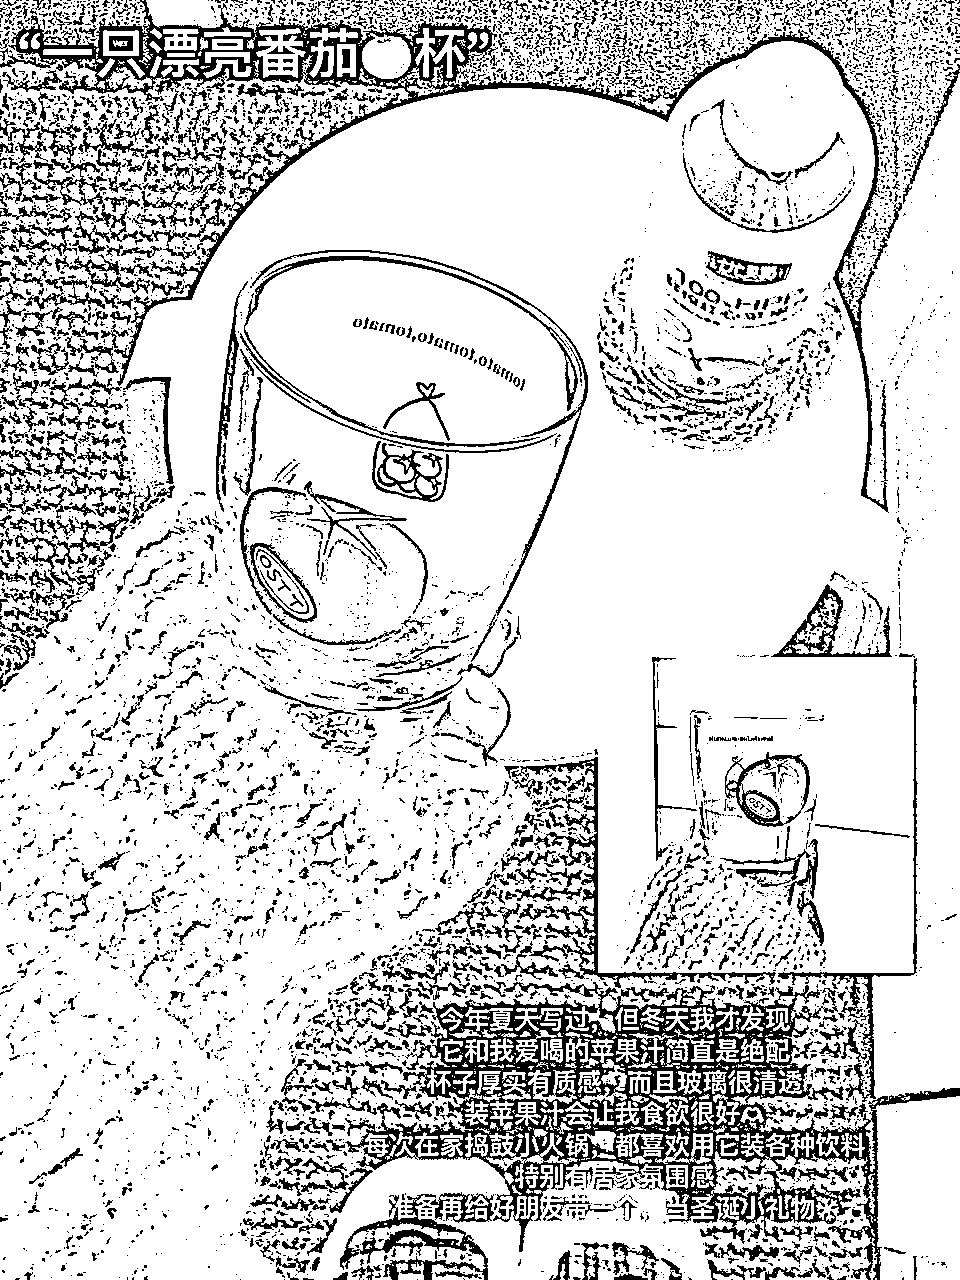 “一只漂亮番茄🍅杯”
tomato,tomato,tomato
今年夏天写过，但冬天我才发现
它和我爱喝的苹果汁简直是绝配
杯子厚实有质感，而且玻璃很清透
装苹果汁会让我食欲很好
每次在家捣鼓小火锅，都喜欢用它装各种饮料
特别有居家氛围感
准备再给好朋友带一个，当圣诞小礼物